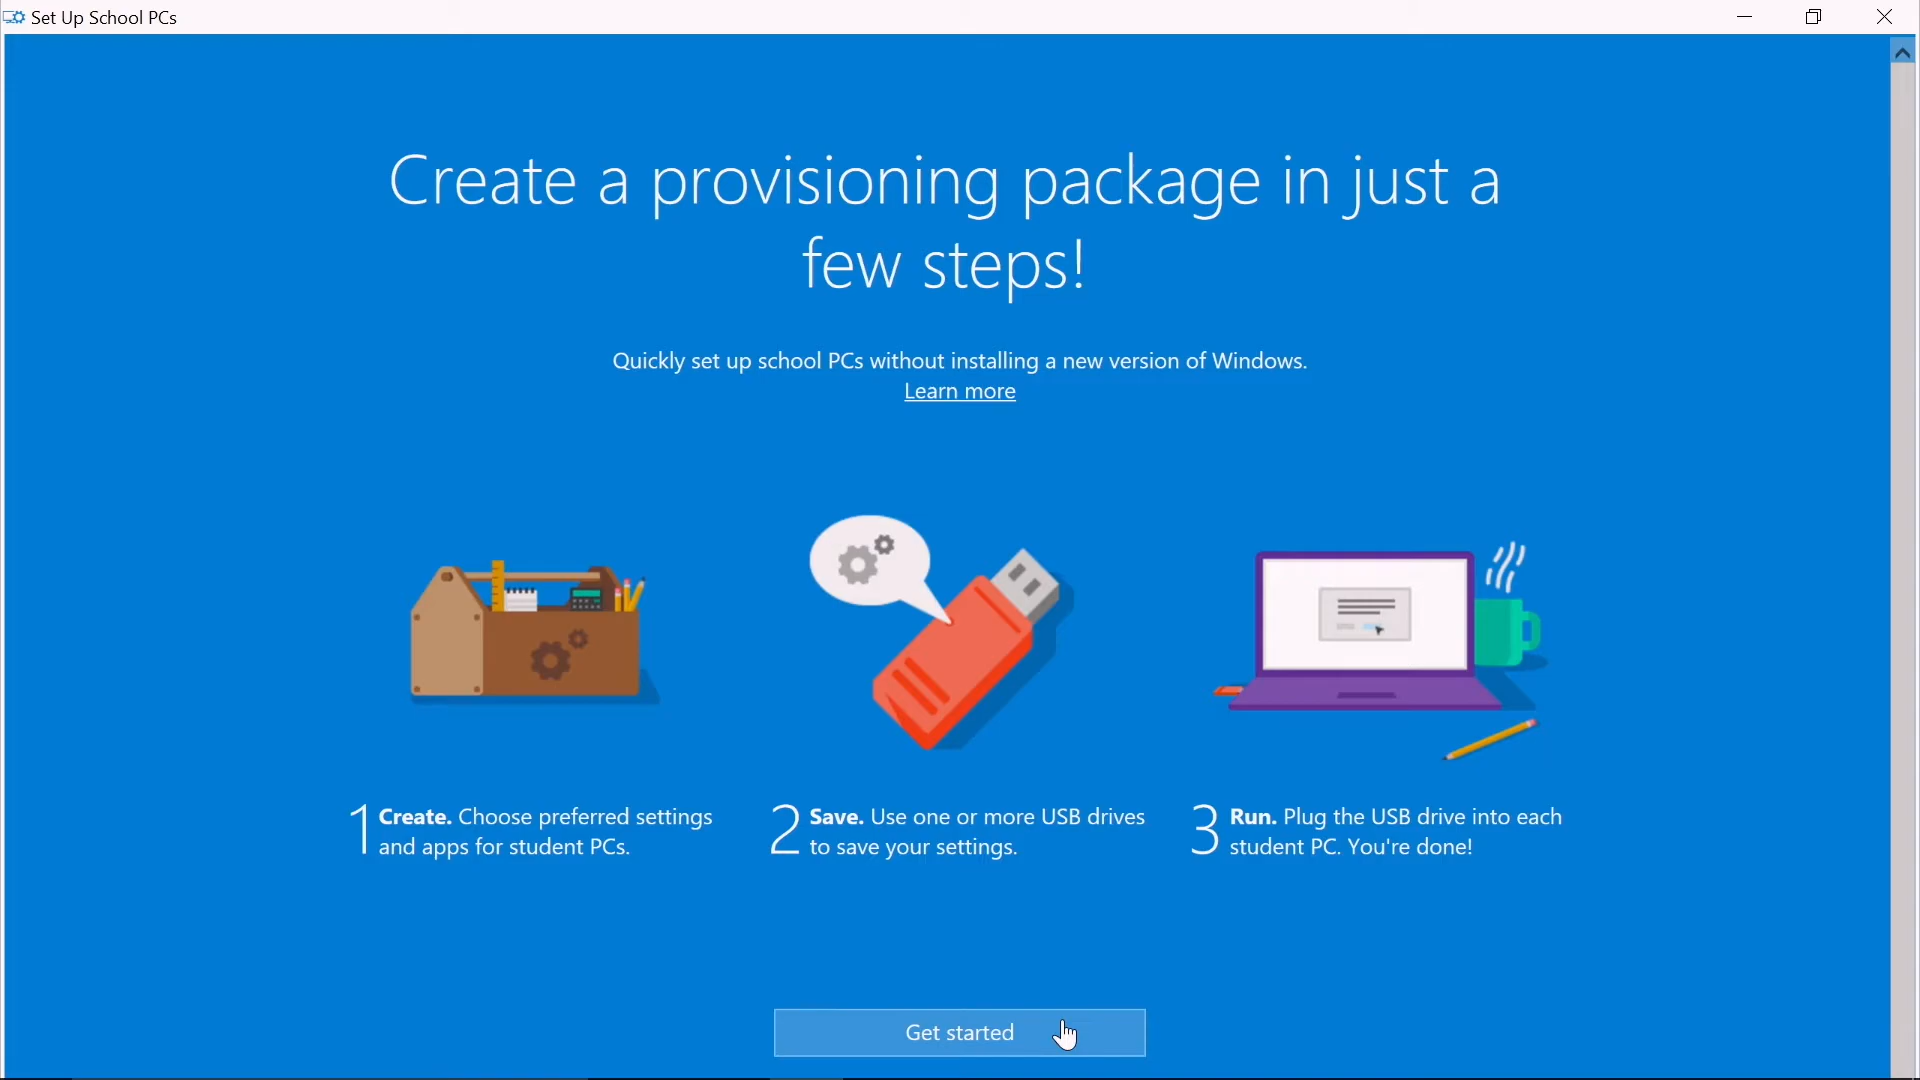 Set Up School PCs
Create a provisioning package in just a
few steps!
Quickly set up school PCs without installing a new version of Windows.
Learn more
1 Create. Choose preferred settings
and apps for student PCs.
2 Save. Use one or more USB drives
to save your settings.
3 Run. Plug the USB drive into each
student PC. You're done!
Get started